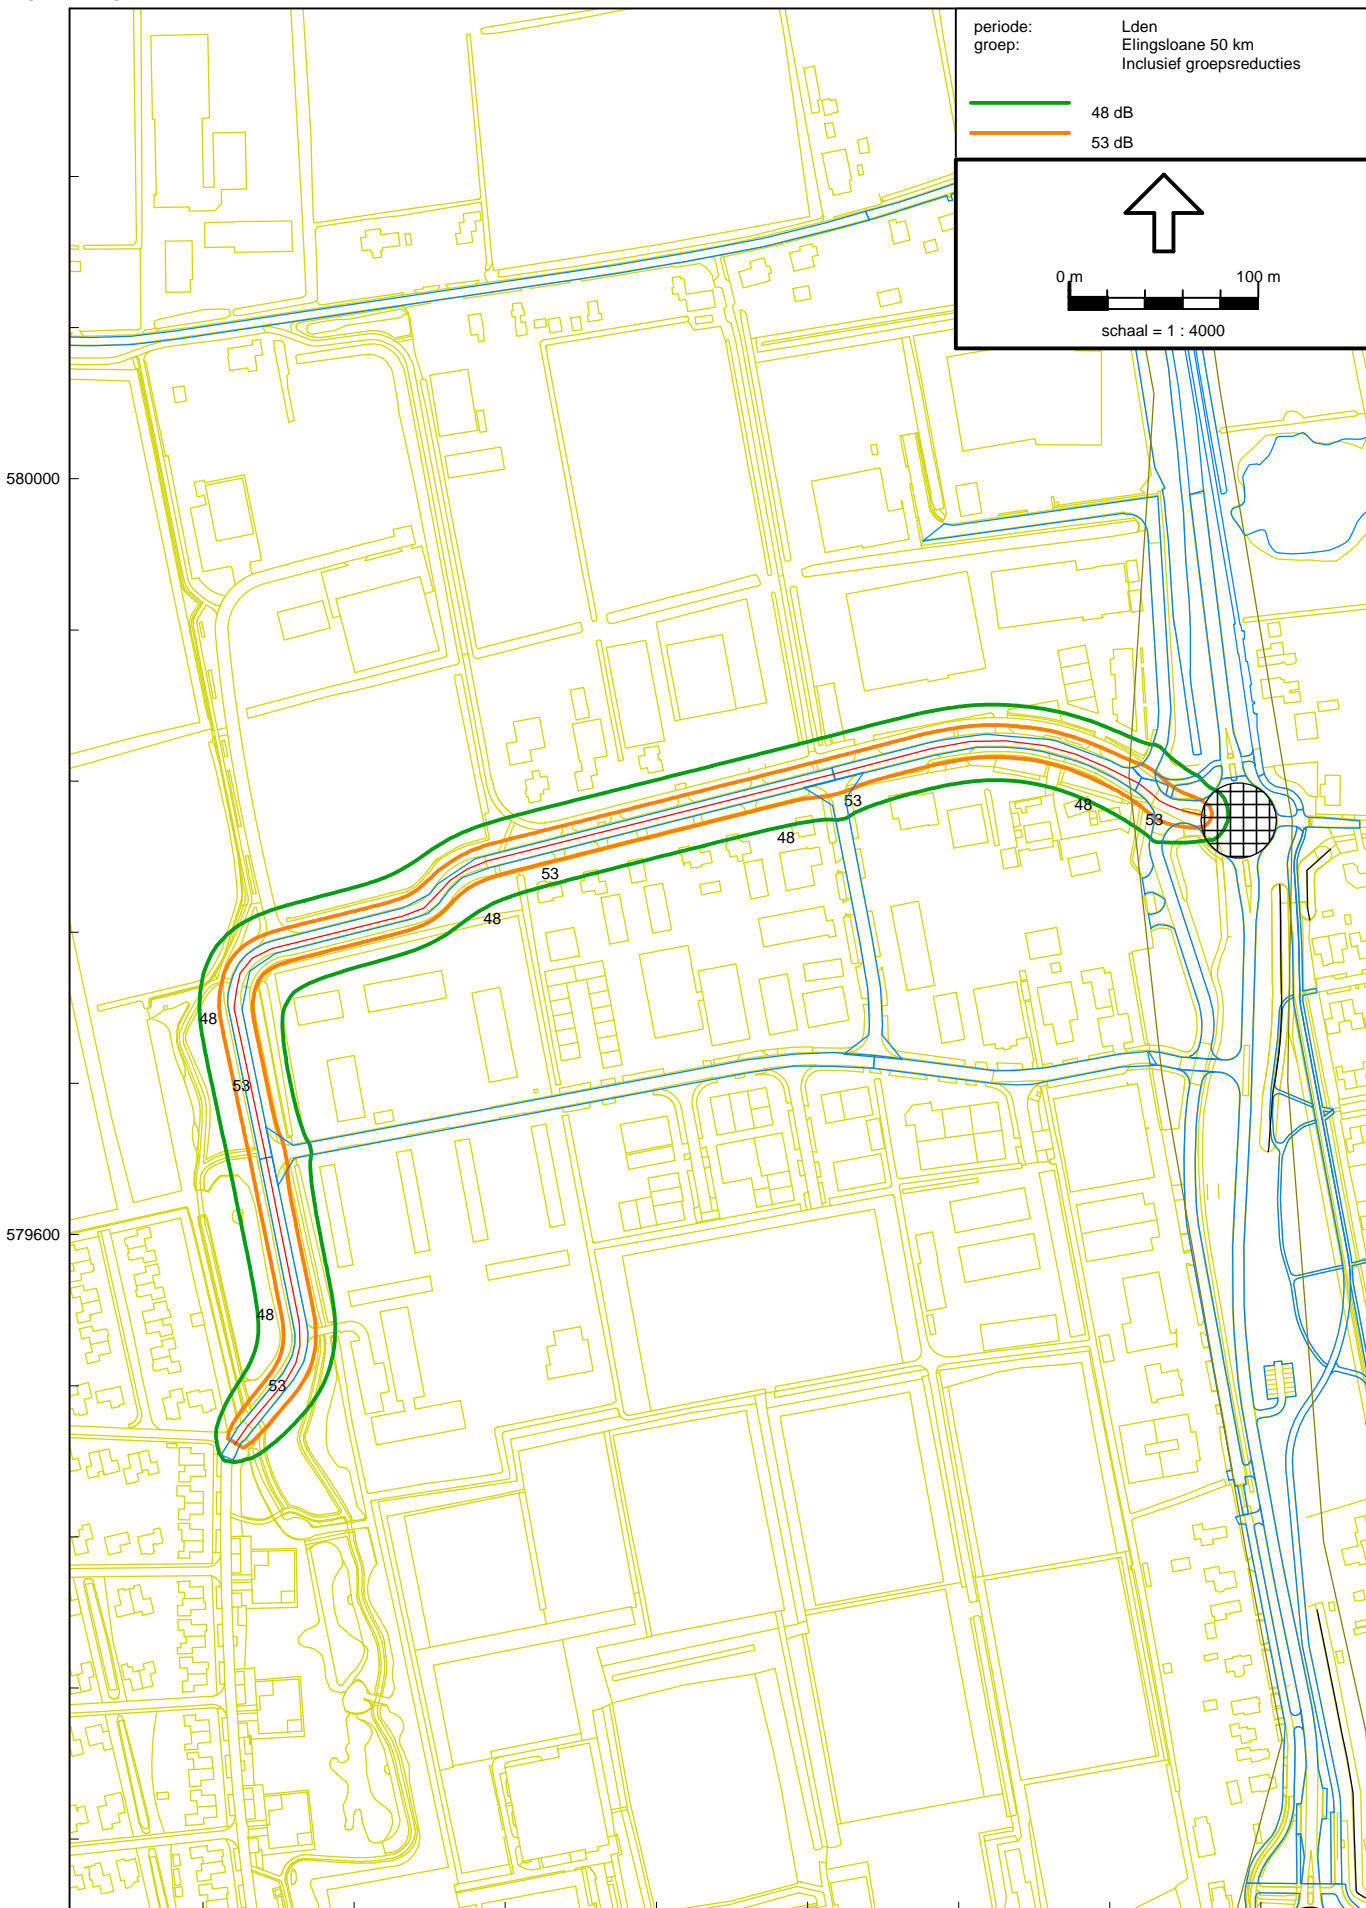 periode: Lden
groep: Elingsloane 50 km
Inclusief groepsreducties
48 dB
53 dB
0 m 100 m
schaal = 1 : 4000
580000
53
48
53
48
53
48
48
53
579600
48
53